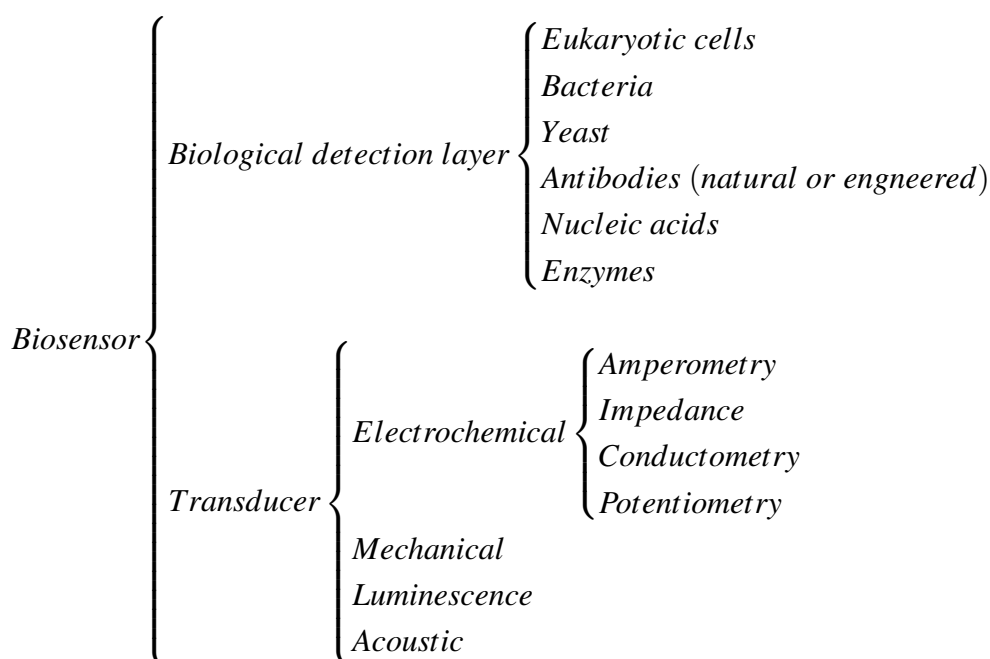 Eukaryotic cells
Bacteria
Yeast
Biological detection layer
Antibodies (natural or engneered)
Nucleic acids
Enzymes
Biosensor
Amperometry
Impedance
Electrochemical
Conductometry
Potentiometry
Transducer
Mechanical
Luminescence
Acoustic